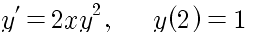 y′ = 2xy², y(2) = 1